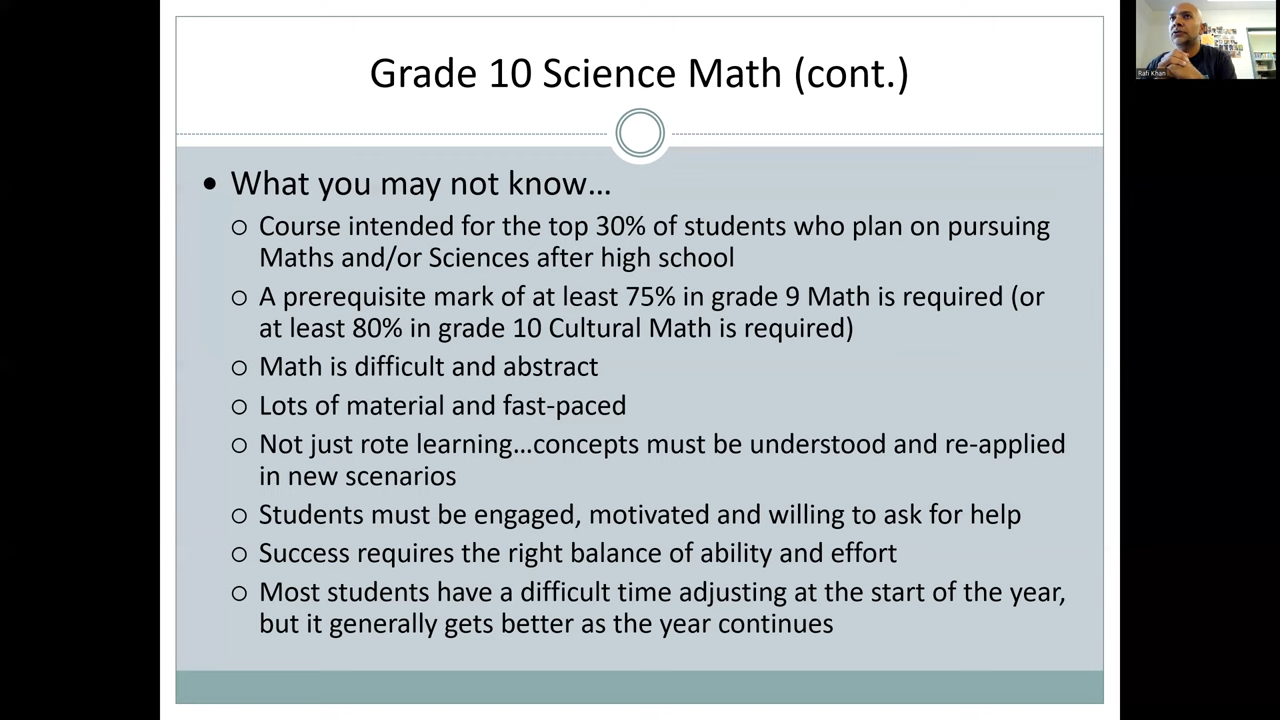 Grade 10 Science Math (cont.)
• What you may not know…
○ Course intended for the top 30% of students who plan on pursuing
Maths and/or Sciences after high school
○ A prerequisite mark of at least 75% in grade 9 Math is required (or
at least 80% in grade 10 Cultural Math is required)
○ Math is difficult and abstract
○ Lots of material and fast-paced
○ Not just rote learning…concepts must be understood and re-applied
in new scenarios
○ Students must be engaged, motivated and willing to ask for help
○ Success requires the right balance of ability and effort
○ Most students have a difficult time adjusting at the start of the year,
but it generally gets better as the year continues
Rafi Khan